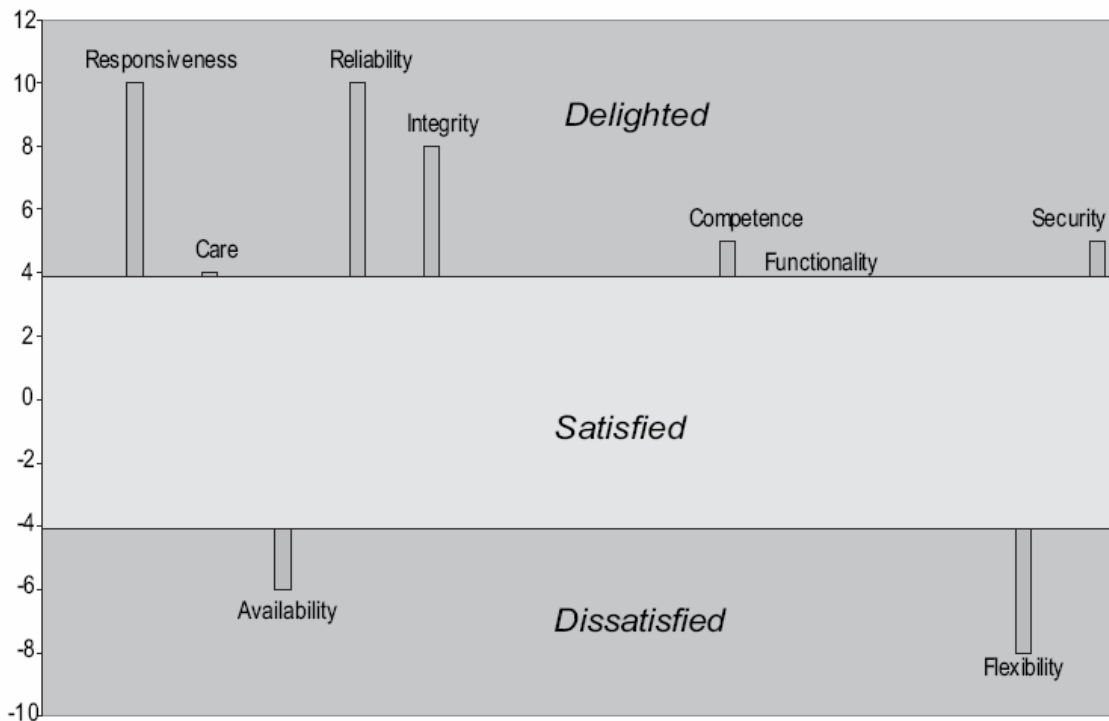 12
Responsiveness
Reliability
10
Delighted
Integrity
8
6
Competence
Security
Care
Functionality
4
2
0
Satisfied
-2
-4
-6
Availability
Dissatisfied
-8
Flexibility
-10